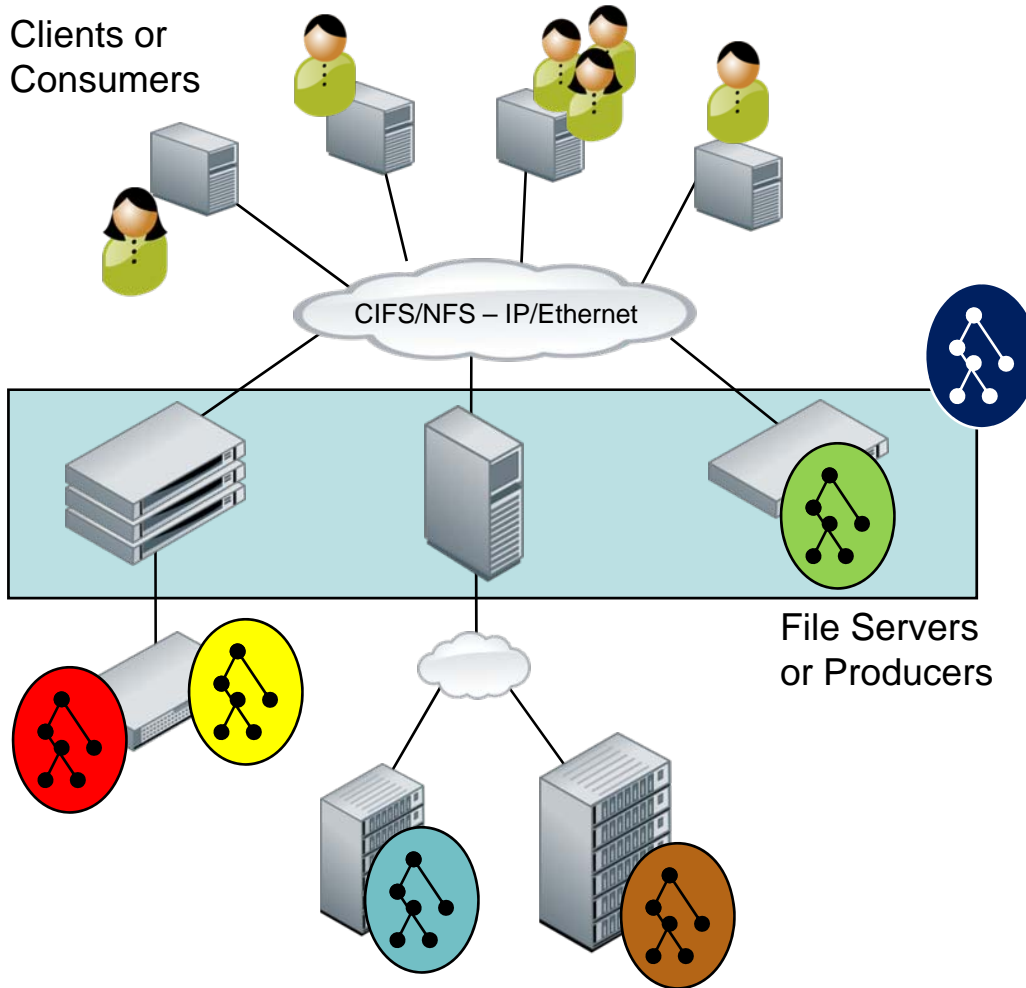 Clients or
Consumers
CIFS/NFS – IP/Ethernet
File Servers
or Producers